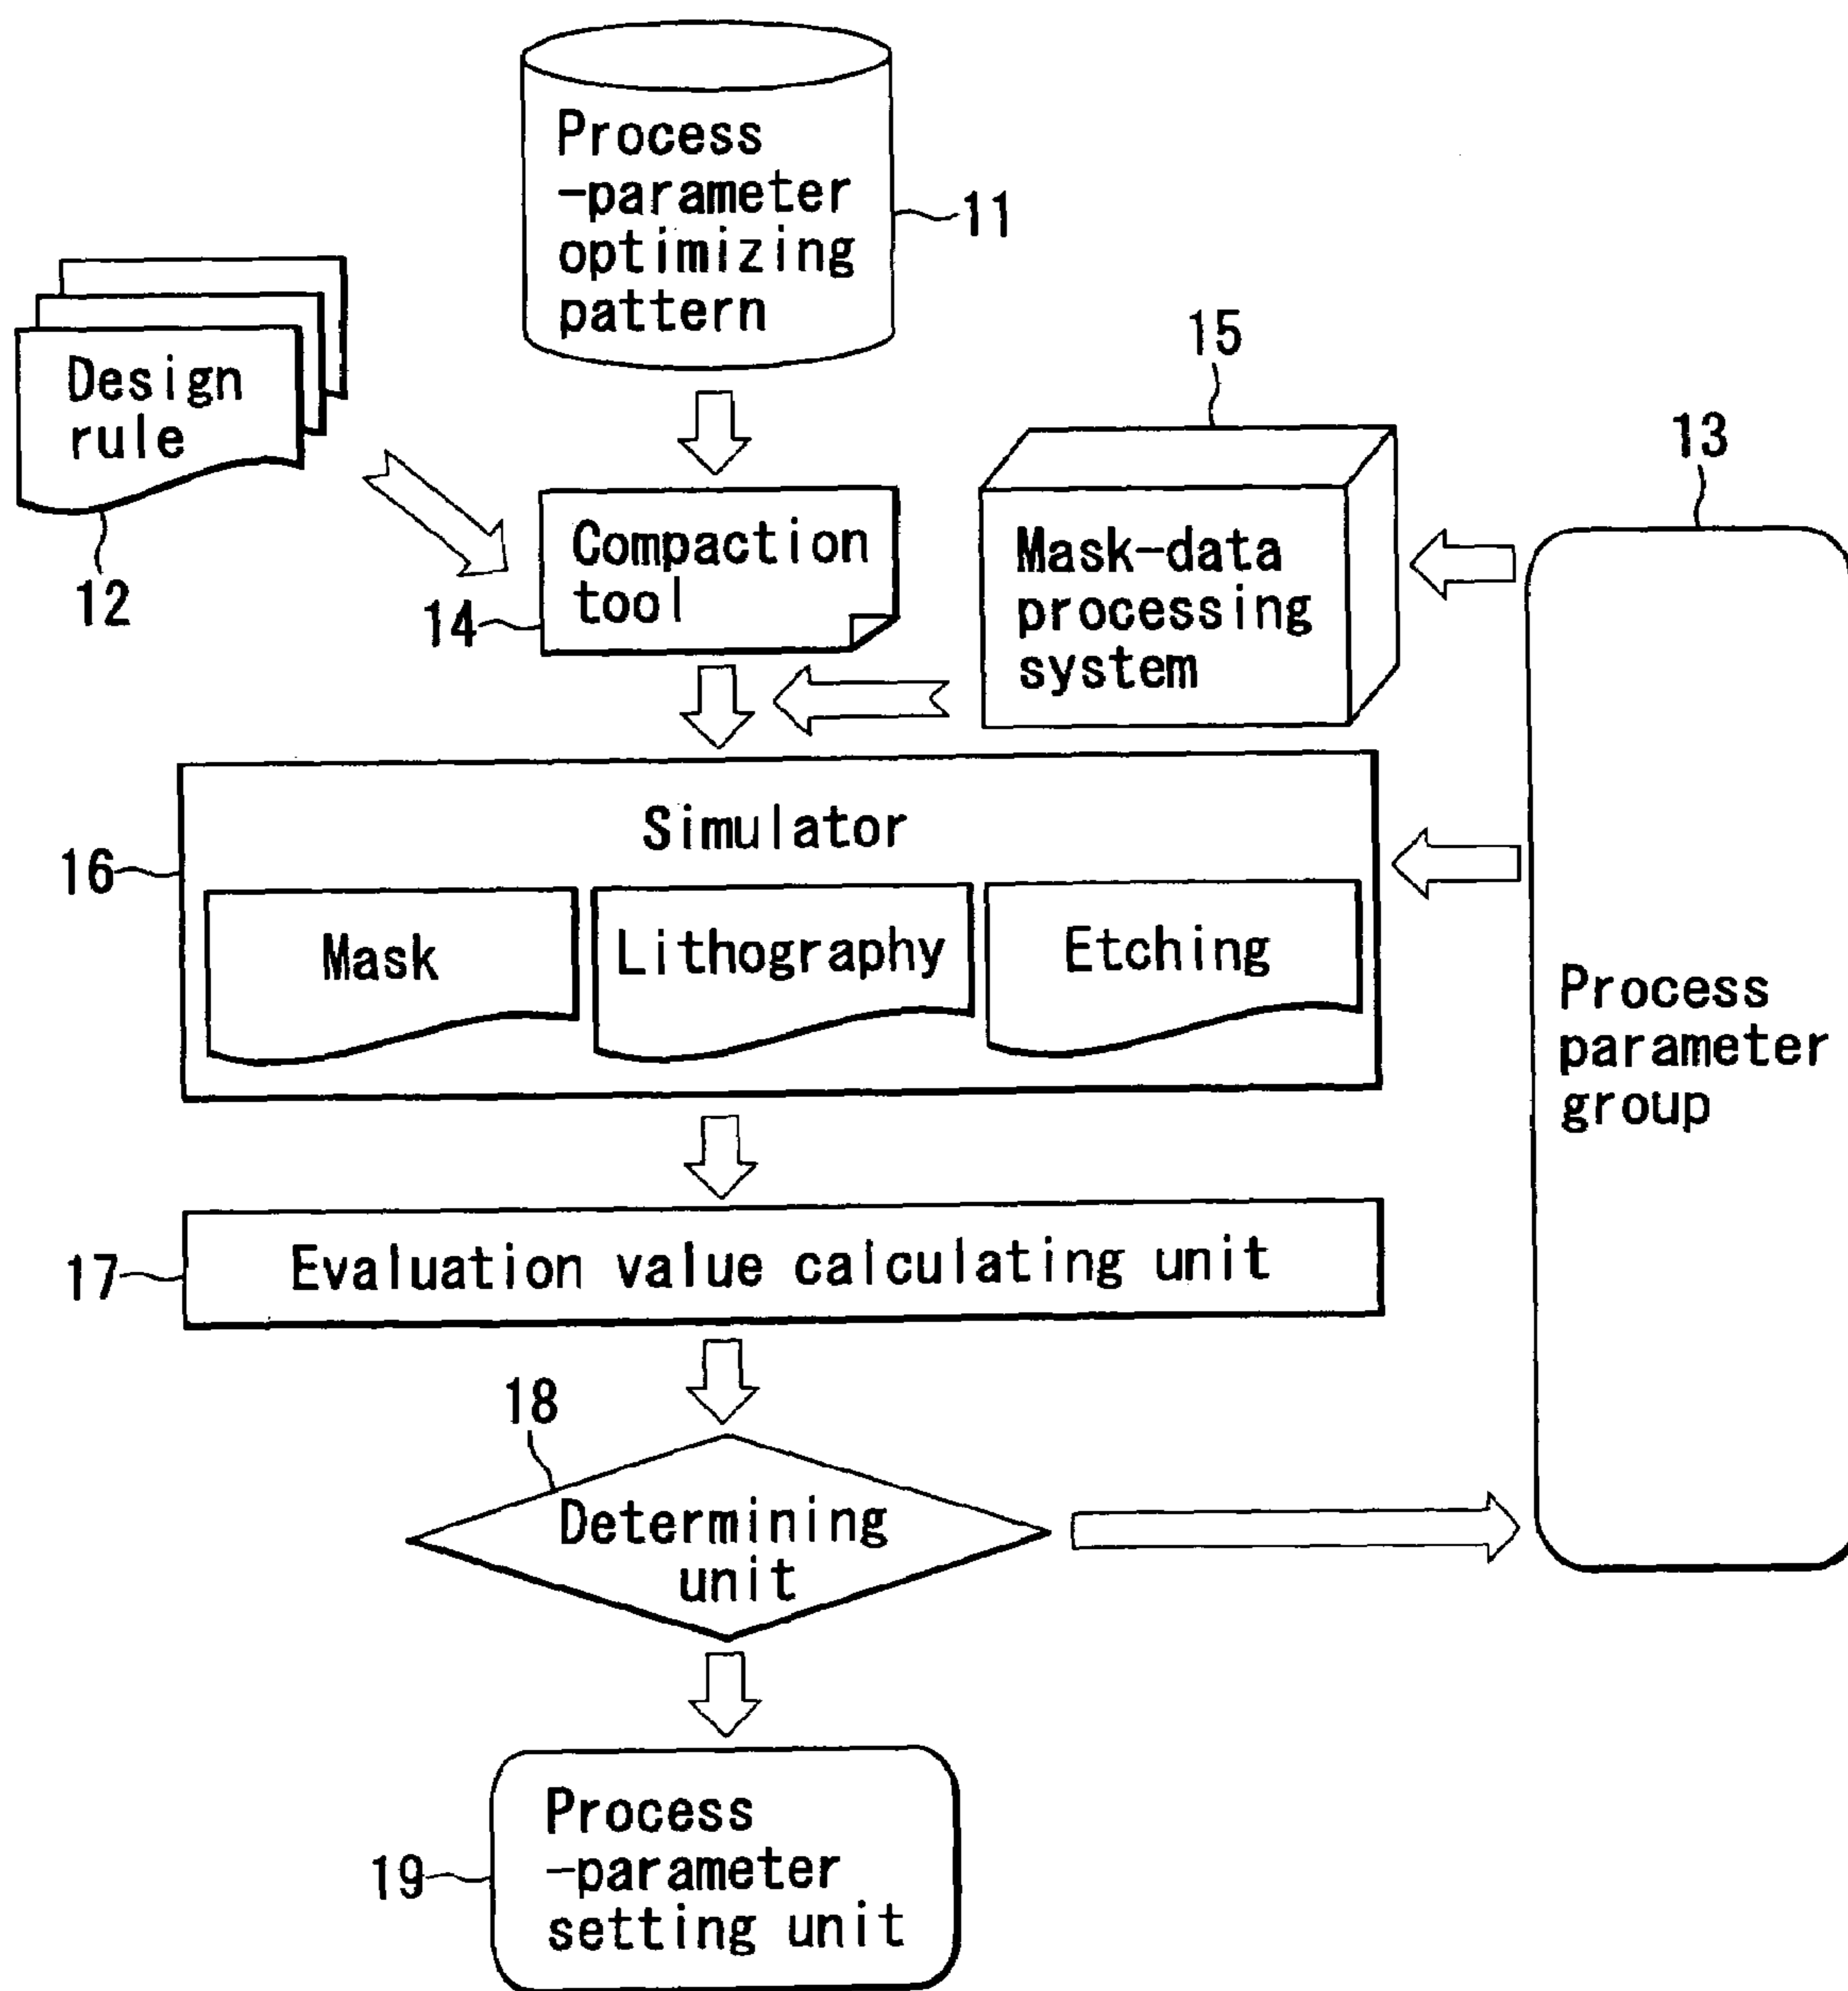 Process
-parameter
optimizing
pattern
11
Design
rule
12
15
13
Compaction
tool
14
Mask-data
processing
system
Simulator
16
Mask
Lithography
Etching
Process
parameter
group
Evaluation value calculating unit
17
18
Determining
unit
Process
-parameter
setting unit
19